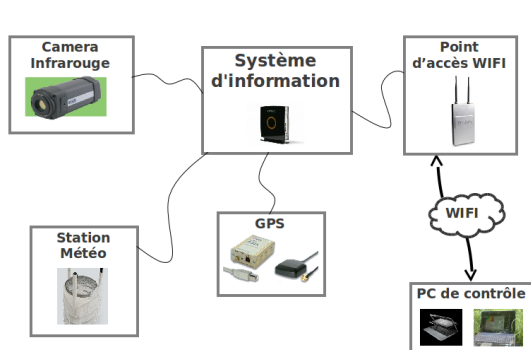 Camera
Infrarouge
Système
d'information
Point
d'accès WIFI
WIFI
Station
Météo
GPS
PC de contrôle